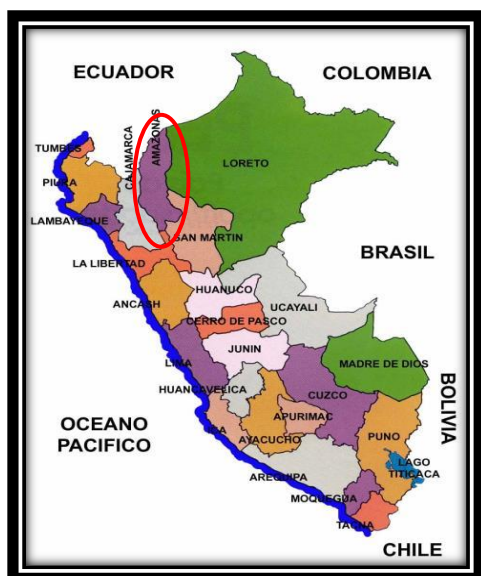 ECUADOR
COLOMBIA
AMAZONAS
CAJAMARCA
TUMBES
PIURA
LORETO
LAMBAYEQUE
SAN MARTIN
LA LIBERTAD
BRASIL
HUANUCO
ANCASH
UCAYALI
CERRO DE PASCO
JUNIN
LIMA
MADRE DE DIOS
HUANCAVELICA
CUZCO
BOLIVIA
APURIMAC
OCEANO
PACIFICO
ICA
AYACUCHO
PUNO
LAGO
TITICACA
AREQUIPA
MOQUEGUA
TACNA
CHILE